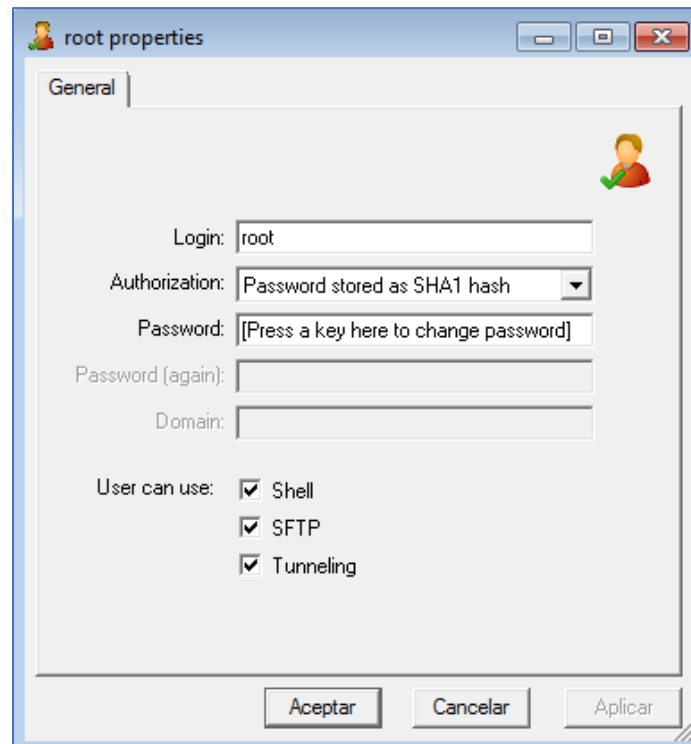 root properties
General
Login: root
Authorization: Password stored as SHA1 hash
Password: [Press a key here to change password]
Password (again):
Domain:
User can use: Shell
SFTP
Tunneling
Aceptar Cancelar Aplicar